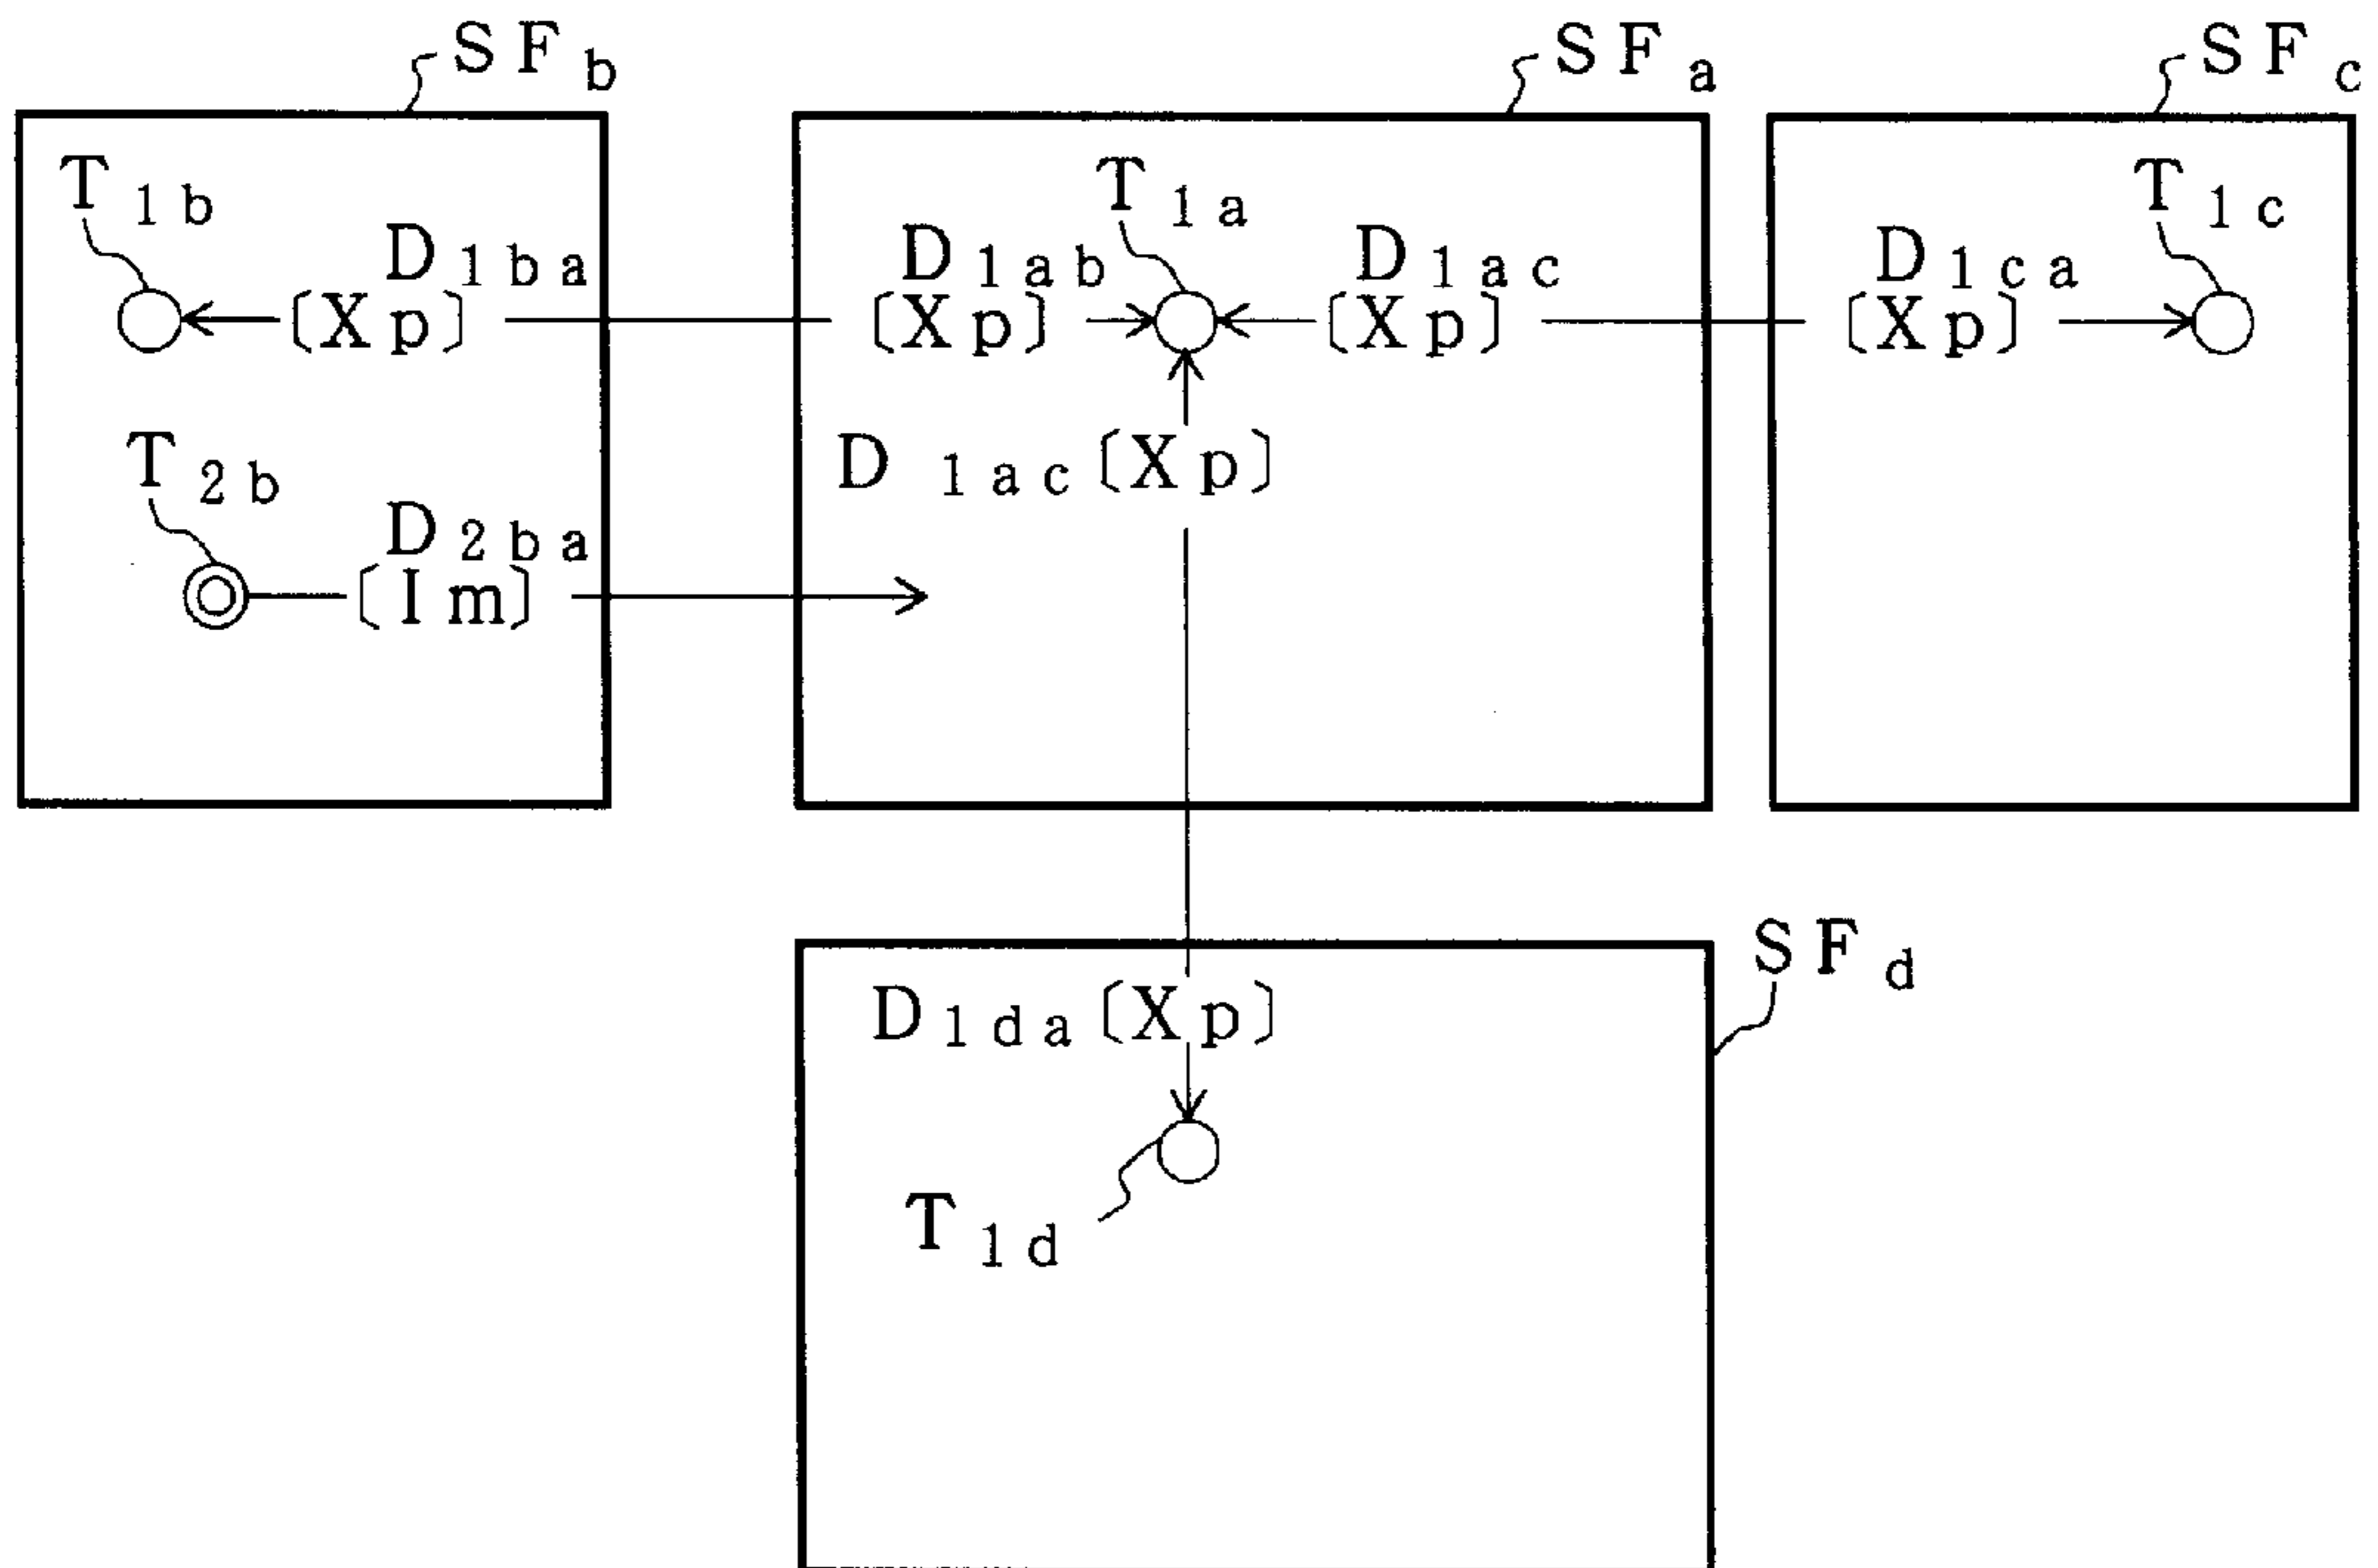 SFb SFa SFc
T1b T1a T1c
D1ba D1ab D1ac D1ca
〔Xp〕 〔Xp〕 〔Xp〕 〔Xp〕
D1ac〔Xp〕
T2b
D2ba
〔Im〕
SFd
D1da〔Xp〕
T1d